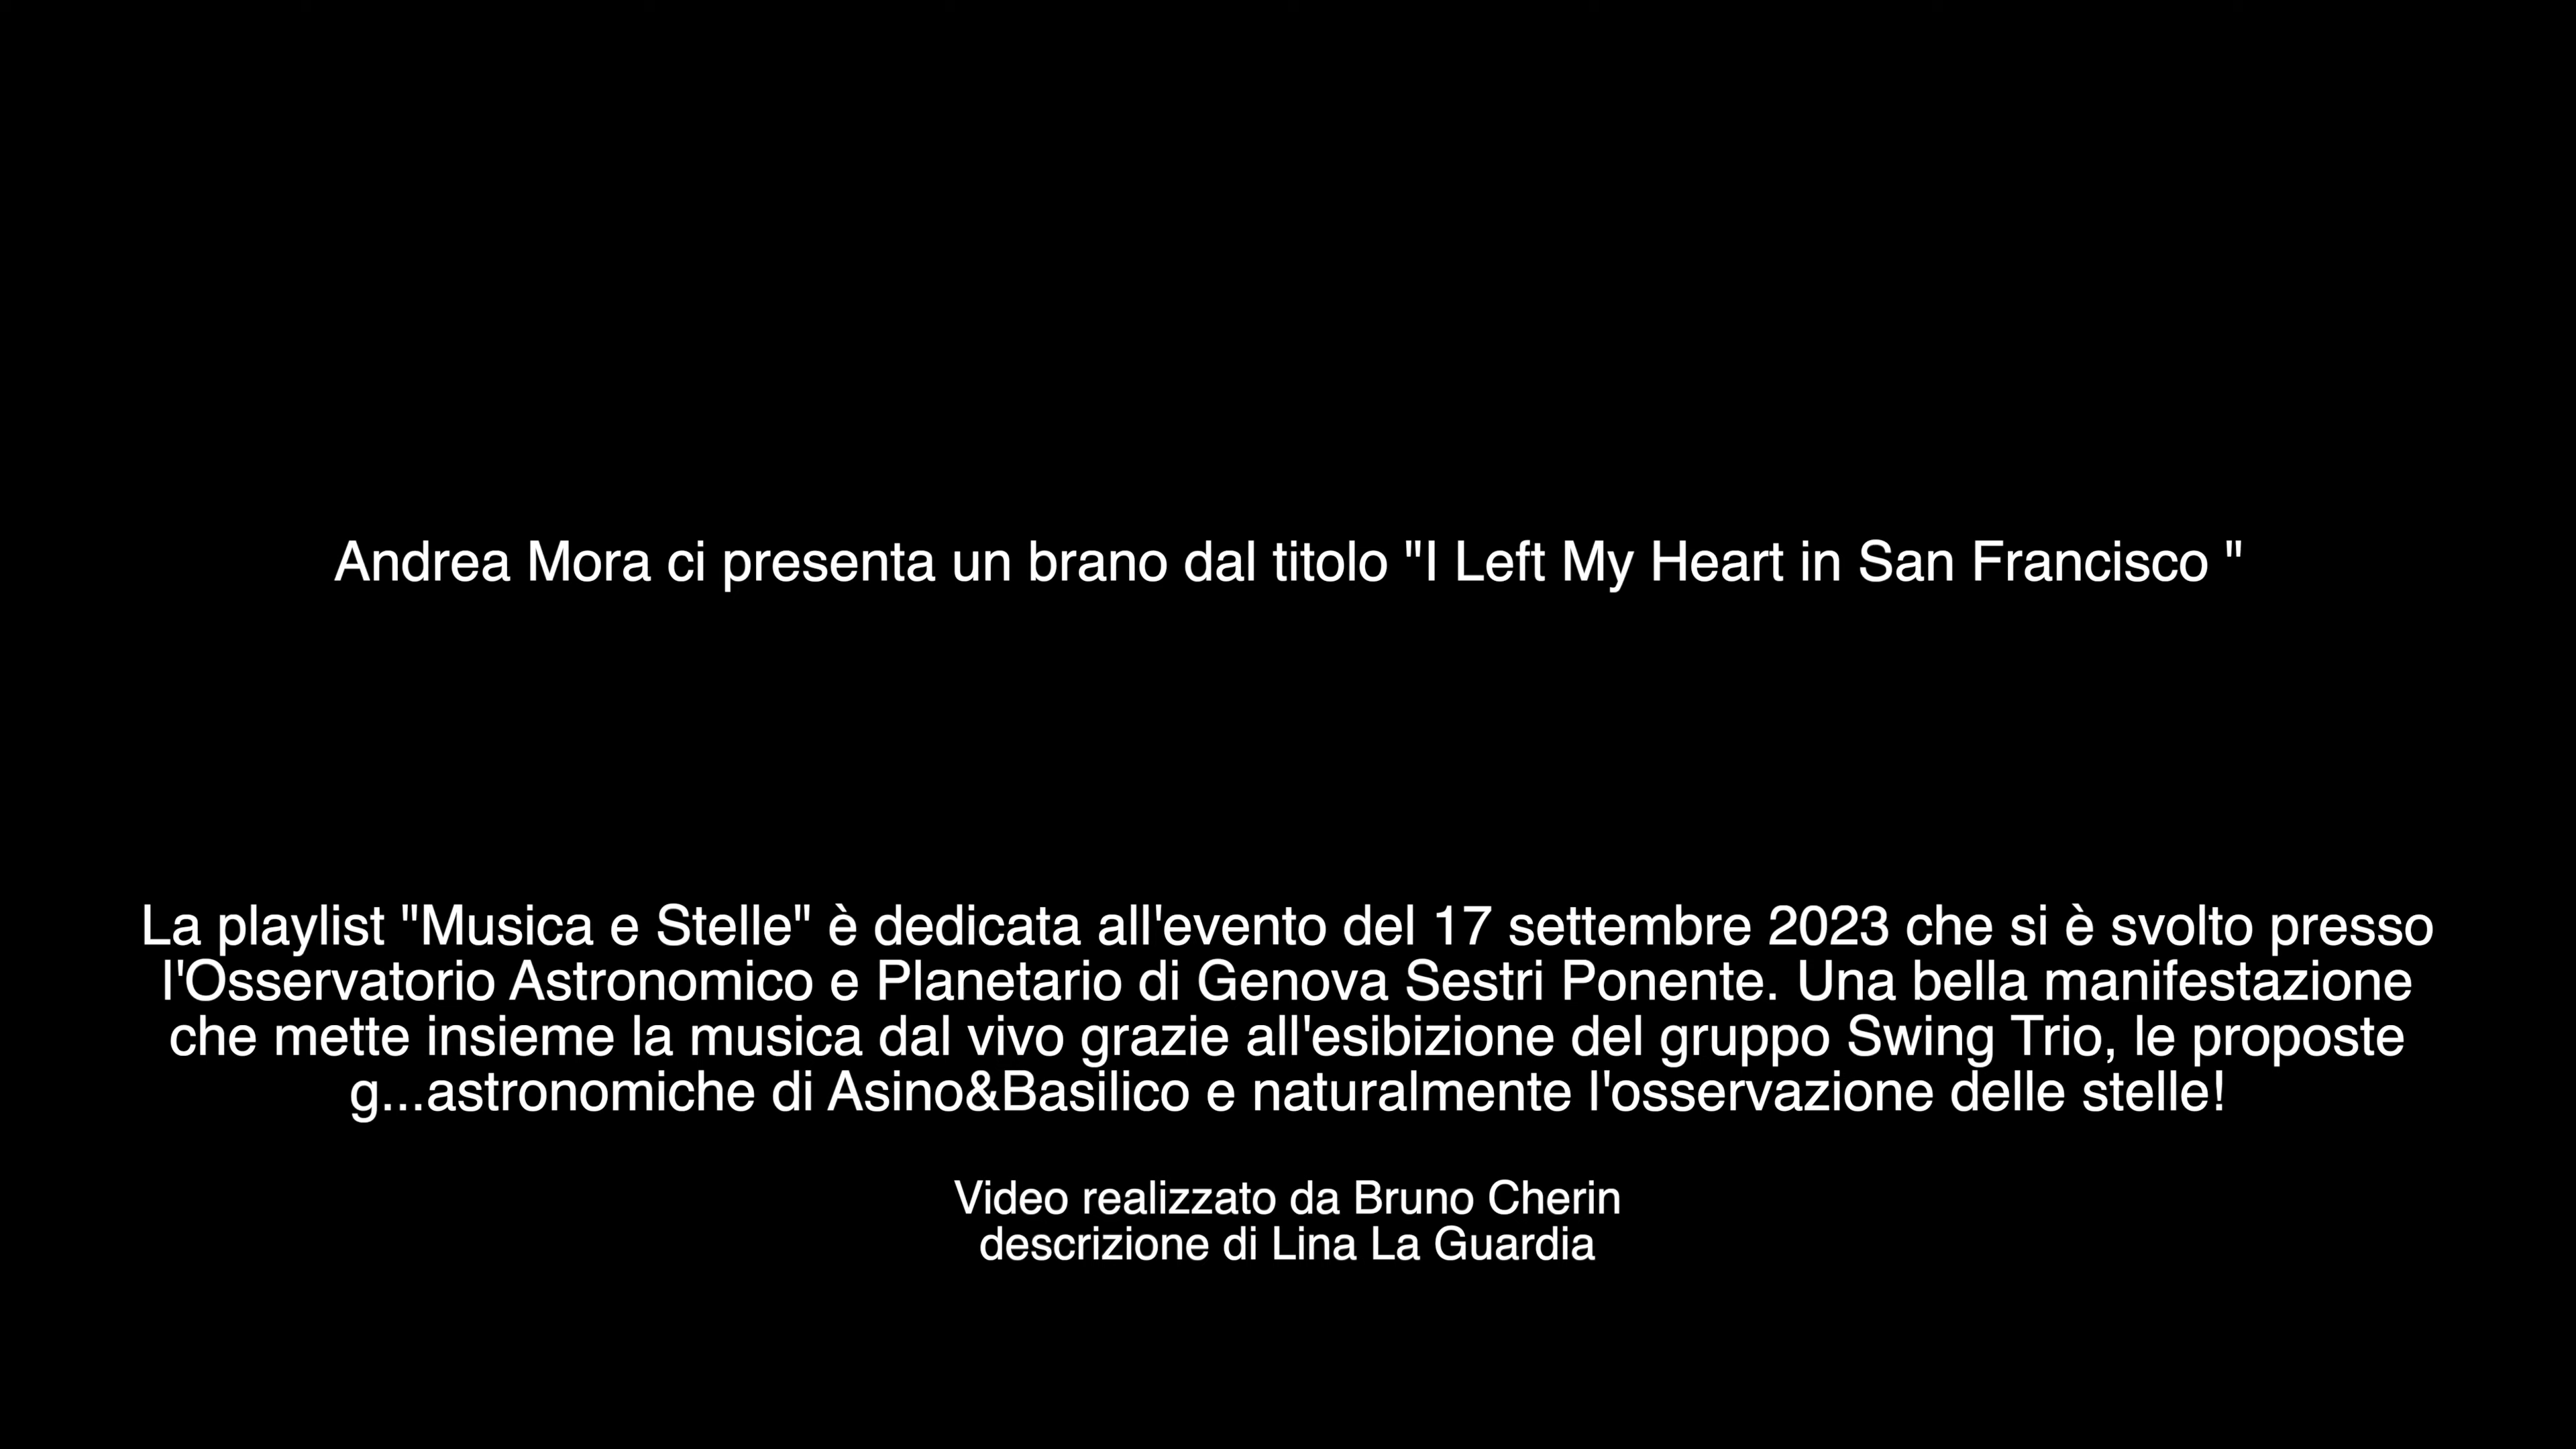 Andrea Mora ci presenta un brano dal titolo "I Left My Heart in San Francisco "
La playlist "Musica e Stelle" è dedicata all'evento del 17 settembre 2023 che si è svolto presso
l'Osservatorio Astronomico e Planetario di Genova Sestri Ponente. Una bella manifestazione
che mette insieme la musica dal vivo grazie all'esibizione del gruppo Swing Trio, le proposte
g...astronomiche di Asino&Basilico e naturalmente l'osservazione delle stelle!
Video realizzato da Bruno Cherin
descrizione di Lina La Guardia